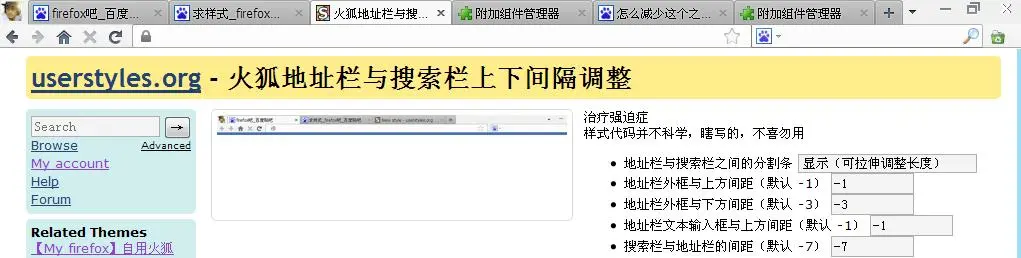 firefox吧_百度...
求样式_firefox...
火狐地址栏与搜...
附加组件管理器
怎么减少这个之...
附加组件管理器
userstyles.org - 火狐地址栏与搜索栏上下间隔调整
Search
Browse
Advanced
My account
Help
Forum
Related Themes
【My firefox】自用火狐
firefox吧_百度贴吧
求样式_firefox吧_百度贴吧
New style - userstyles.org
治疗强迫症
样式代码并不科学，瞎写的，不喜勿用
地址栏与搜索栏之间的分割条 显示（可拉伸调整长度）
地址栏外框与上方间距（默认 -1） -1
地址栏外框与下方间距（默认 -3） -3
地址栏文本输入框与上方间距（默认 -1） -1
搜索栏与地址栏的间距（默认 -7） -7